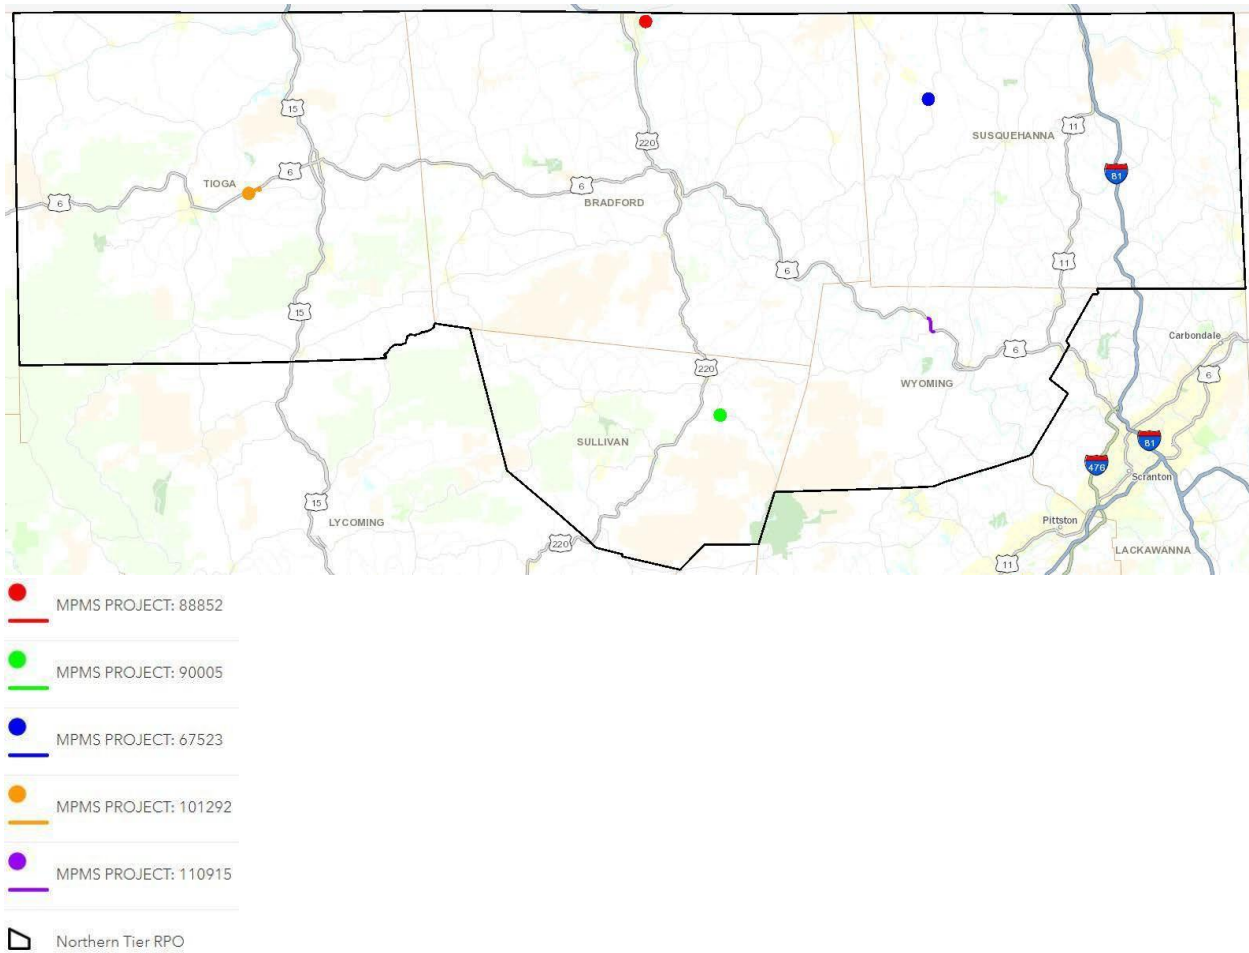 15
11
SUSQUEHANNA
220
81
6
TIOGA
6
6
BRADFORD
11
6
15
Carbondale
6
220
6
WYOMING
SULLIVAN
81
476
Scranton
15
LYCOMING
Pittston
220
LACKAWANNA
11
MPMS PROJECT: 88852
MPMS PROJECT: 90005
MPMS PROJECT: 67523
MPMS PROJECT: 101292
MPMS PROJECT: 110915
Northern Tier RPO